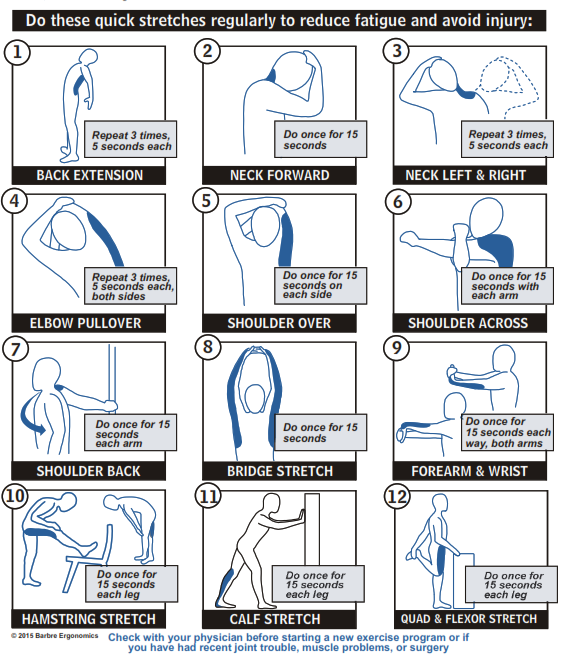 Do these quick stretches regularly to reduce fatigue and avoid injury:
1
Repeat 3 times,
5 seconds each
BACK EXTENSION
2
Do once for 15
seconds
NECK FORWARD
3
Repeat 3 times,
5 seconds each
NECK LEFT & RIGHT
4
Repeat 3 times,
5 seconds each,
both sides
ELBOW PULLOVER
5
Do once for 15
seconds on
each side
SHOULDER OVER
6
Do once for 15
seconds with
each arm
SHOULDER ACROSS
7
Do once for 15
seconds
each arm
SHOULDER BACK
8
Do once for 15
seconds
BRIDGE STRETCH
9
Do once for
15 seconds each
way, both arms
FOREARM & WRIST
10
Do once for
15 seconds
each leg
HAMSTRING STRETCH
11
Do once for
15 seconds
each leg
CALF STRETCH
12
Do once for
15 seconds
each leg
QUAD & FLEXOR STRETCH
© 2015 Barbre Ergonomics
Check with your physician before starting a new exercise program or if
you have had recent joint trouble, muscle problems, or surgery